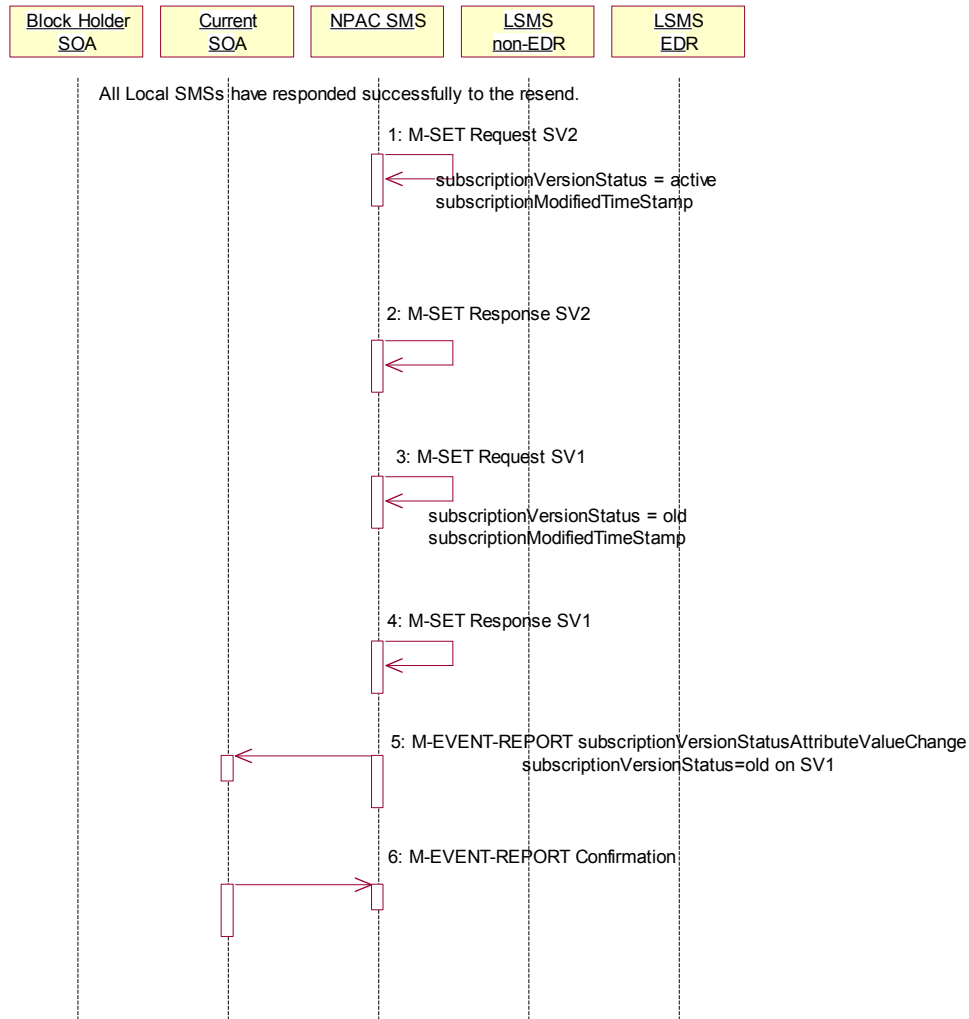 Block Holder
SOA
Current
SOA
NPAC SMS
LSMS
non-EDR
LSMS
EDR
All Local SMSs have responded successfully to the resend.
1: M-SET Request SV2
subscriptionVersionStatus = active
subscriptionModifiedTimeStamp
2: M-SET Response SV2
3: M-SET Request SV1
subscriptionVersionStatus = old
subscriptionModifiedTimeStamp
4: M-SET Response SV1
5: M-EVENT-REPORT subscriptionVersionStatusAttributeValueChange
subscriptionVersionStatus=old on SV1
6: M-EVENT-REPORT Confirmation